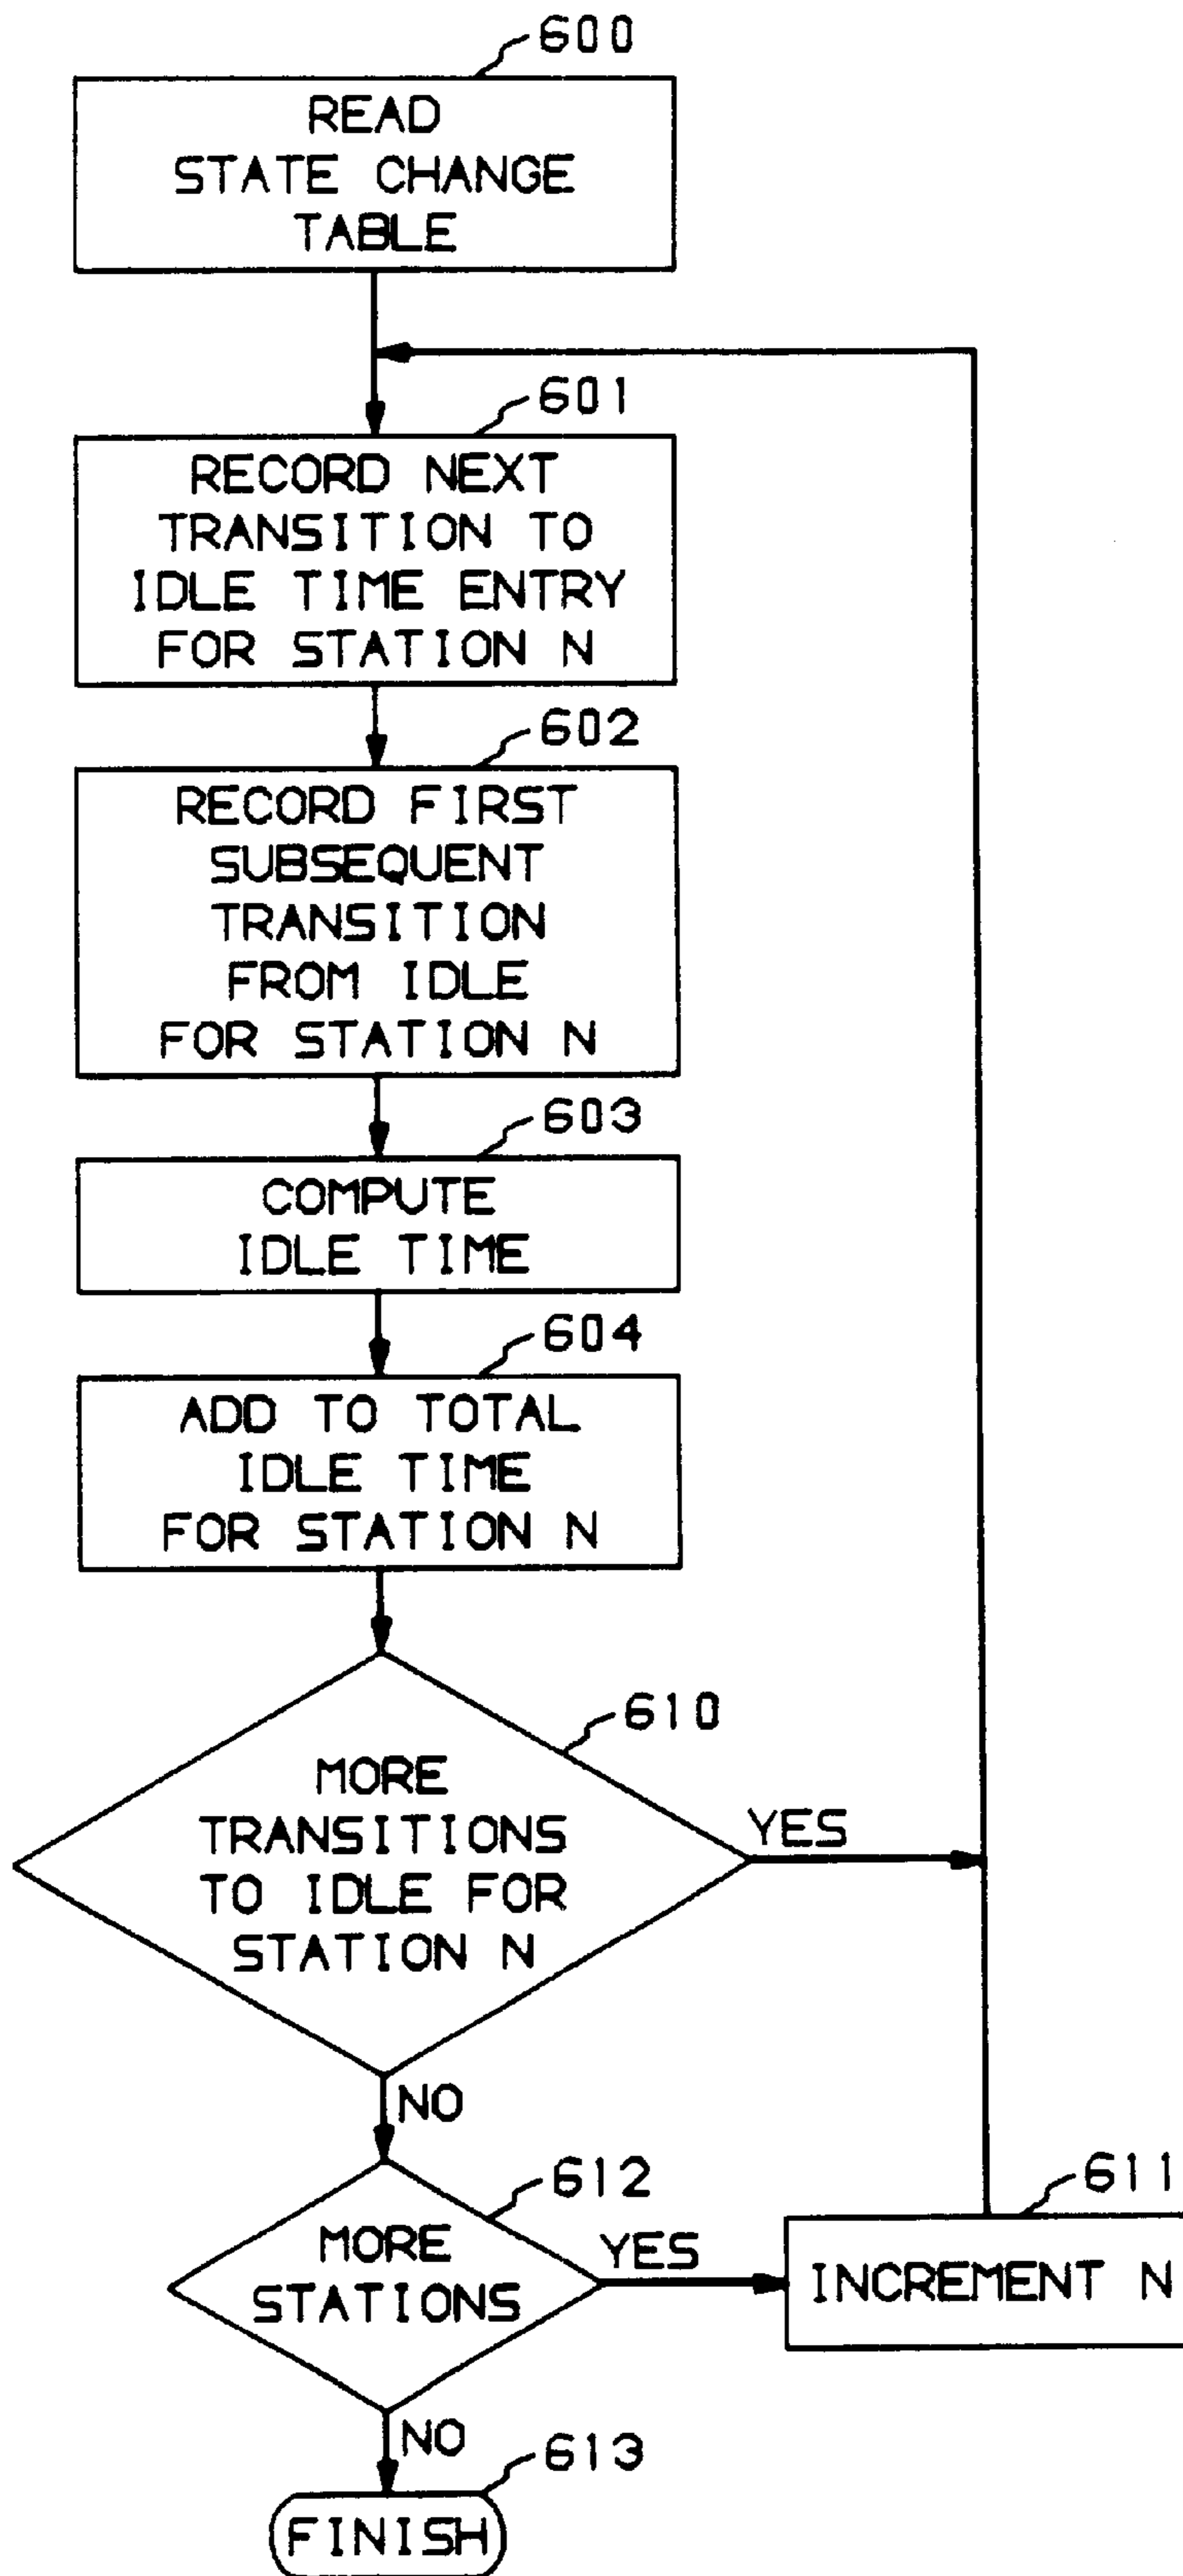 600
READ
STATE CHANGE
TABLE
601
RECORD NEXT
TRANSITION TO
IDLE TIME ENTRY
FOR STATION N
602
RECORD FIRST
SUBSEQUENT
TRANSITION
FROM IDLE
FOR STATION N
603
COMPUTE
IDLE TIME
604
ADD TO TOTAL
IDLE TIME
FOR STATION N
610
MORE
TRANSITIONS
TO IDLE FOR
STATION N
YES
NO
612
MORE
STATIONS
YES
611
INCREMENT N
NO
613
FINISH